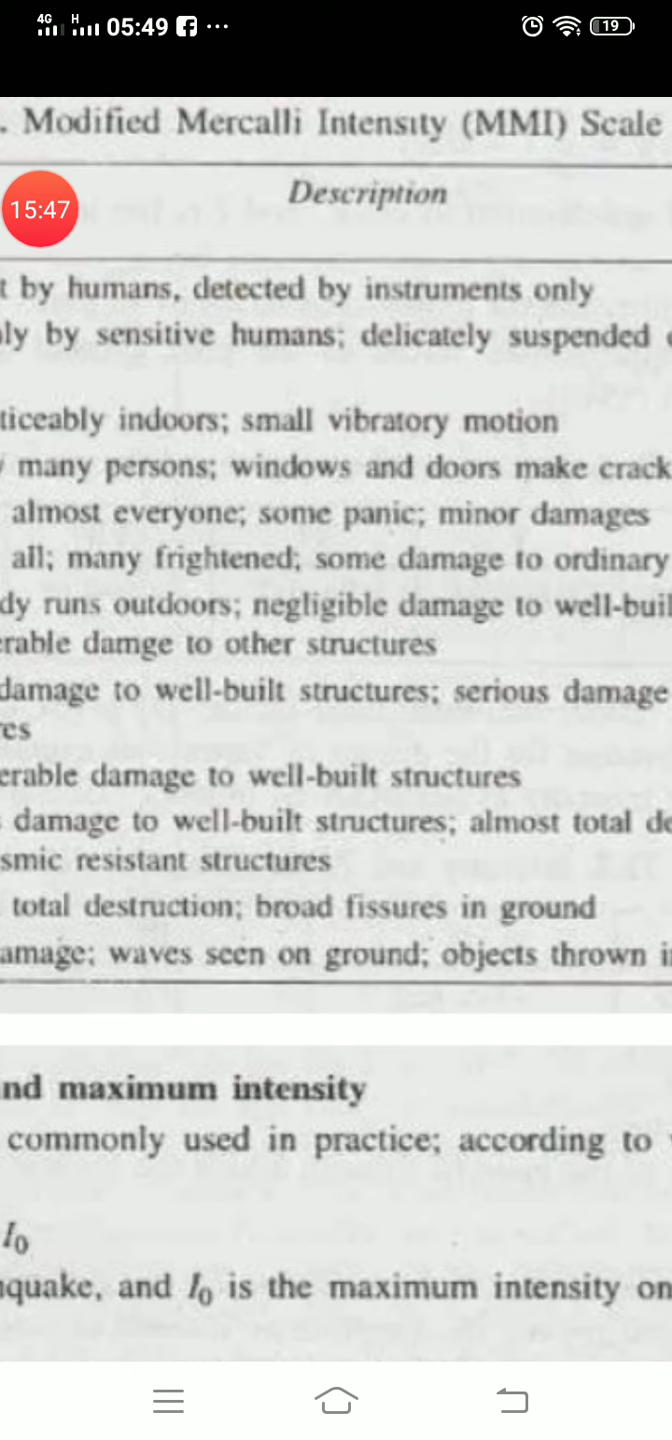 4G H 05:49 ... 19
. Modified Mercalli Intensity (MMI) Scale
15:47
Description
t by humans, detected by instruments only
ly by sensitive humans; delicately suspended
ticeably indoors; small vibratory motion
many persons; windows and doors make crack
almost everyone; some panic; minor damages
all; many frightened; some damage to ordinary
dy runs outdoors; negligible damage to well-buil
erable damge to other structures
damage to well-built structures; serious damage
res
erable damage to well-built structures
damage to well-built structures; almost total de
smic resistant structures
total destruction; broad fissures in ground
amage; waves seen on ground; objects thrown i
nd maximum intensity
commonly used in practice; according to
I₀
quake, and I₀ is the maximum intensity on